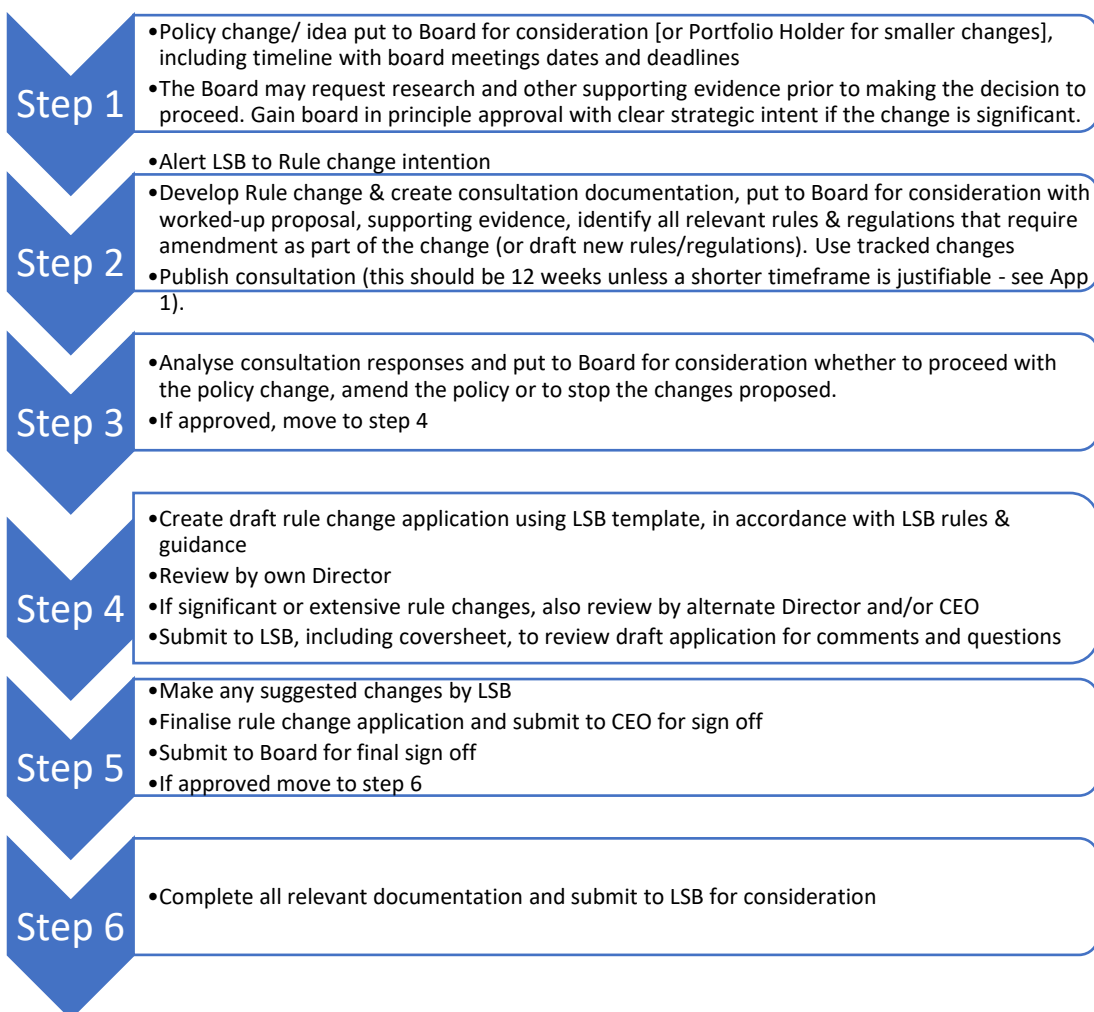 Step 1
•Policy change/ idea put to Board for consideration [or Portfolio Holder for smaller changes],
including timeline with board meetings dates and deadlines
•The Board may request research and other supporting evidence prior to making the decision to
proceed. Gain board in principle approval with clear strategic intent if the change is significant.
Step 2
•Alert LSB to Rule change intention
•Develop Rule change & create consultation documentation, put to Board for consideration with
worked-up proposal, supporting evidence, identify all relevant rules & regulations that require
amendment as part of the change (or draft new rules/regulations). Use tracked changes
•Publish consultation (this should be 12 weeks unless a shorter timeframe is justifiable - see App
1).
Step 3
•Analyse consultation responses and put to Board for consideration whether to proceed with
the policy change, amend the policy or to stop the changes proposed.
•If approved, move to step 4
Step 4
•Create draft rule change application using LSB template, in accordance with LSB rules &
guidance
•Review by own Director
•If significant or extensive rule changes, also review by alternate Director and/or CEO
•Submit to LSB, including coversheet, to review draft application for comments and questions
Step 5
•Make any suggested changes by LSB
•Finalise rule change application and submit to CEO for sign off
•Submit to Board for final sign off
•If approved move to step 6
Step 6
•Complete all relevant documentation and submit to LSB for consideration